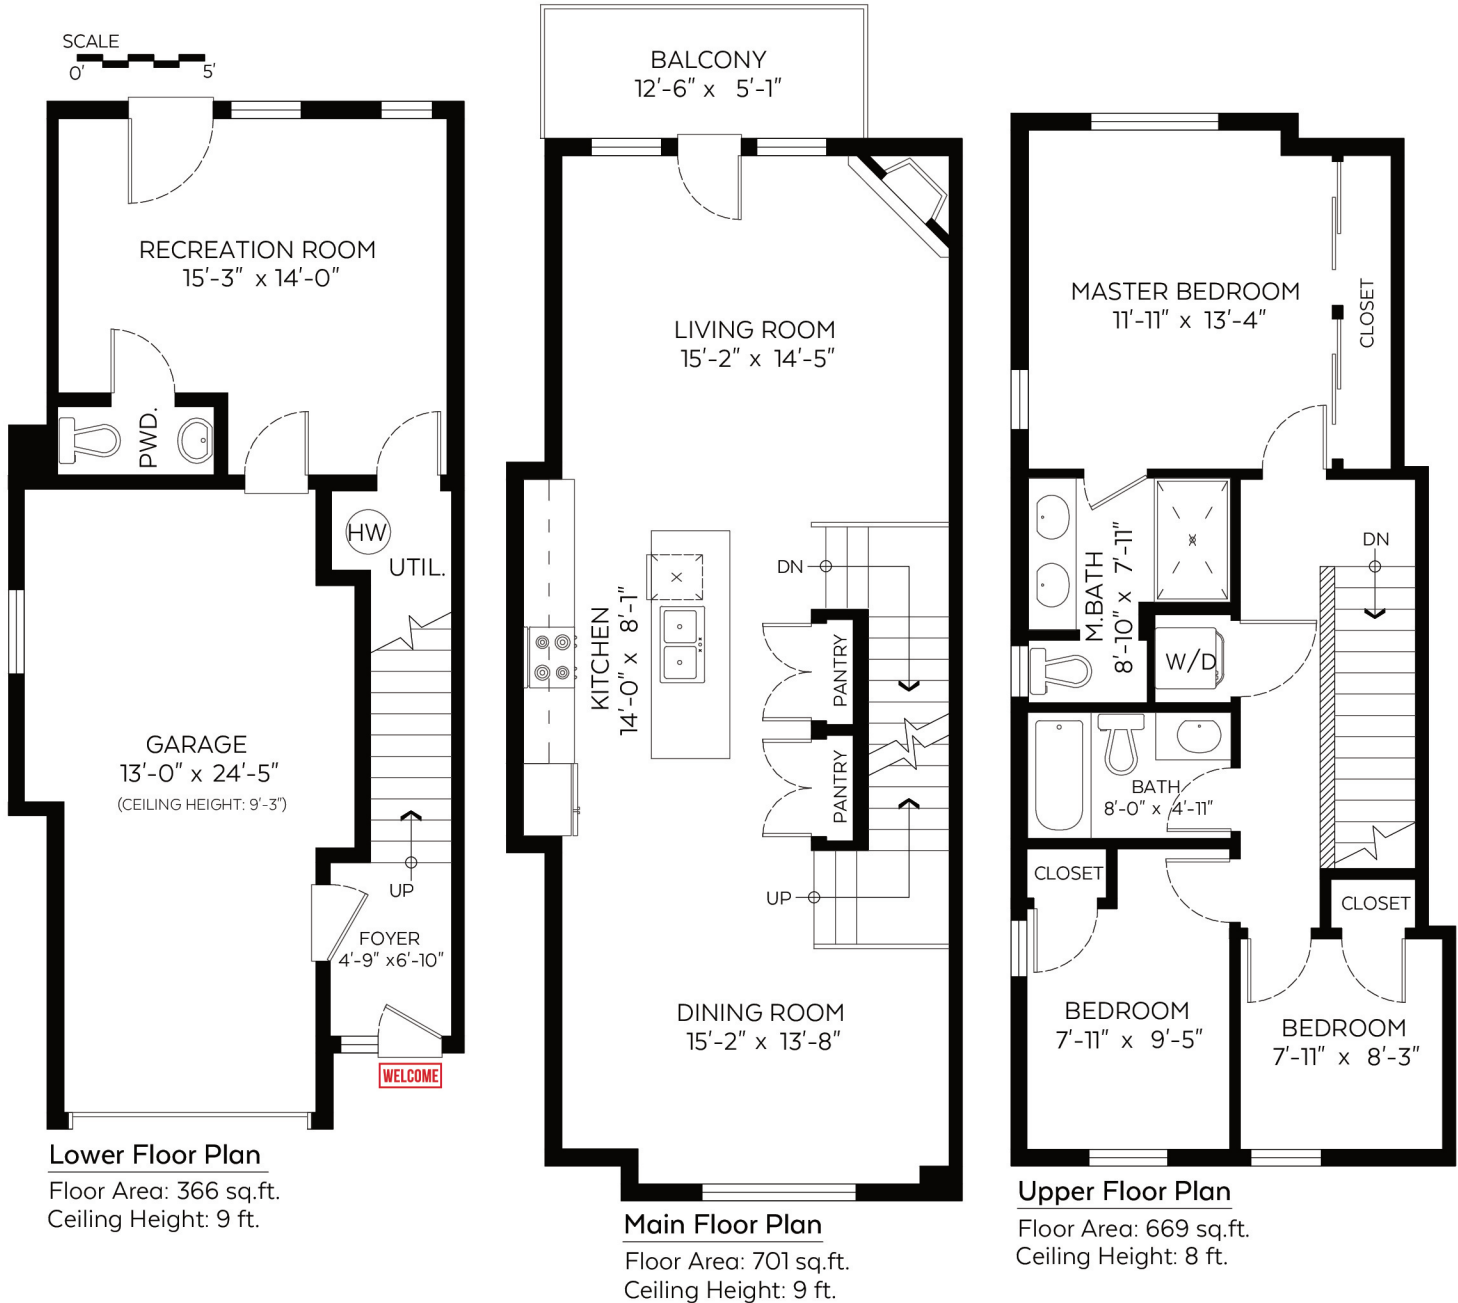 SCALE
0' 5'
RECREATION ROOM
15'-3" x 14'-0"
PWD.
HW
UTIL.
GARAGE
13'-0" x 24'-5"
(CEILING HEIGHT: 9'-3")
UP
FOYER
4'-9" x6'-10"
WELCOME
Lower Floor Plan
Floor Area: 366 sq.ft.
Ceiling Height: 9 ft.
BALCONY
12'-6" x 5'-1"
LIVING ROOM
15'-2" x 14'-5"
DN
KITCHEN
14'-0" x 8'-1"
PANTRY
PANTRY
UP
DINING ROOM
15'-2" x 13'-8"
Main Floor Plan
Floor Area: 701 sq.ft.
Ceiling Height: 9 ft.
MASTER BEDROOM
11'-11" x 13'-4"
CLOSET
DN
M.BATH
8'-10" x 7'-11"
W/D
BATH
8'-0" x 4'-11"
CLOSET
CLOSET
BEDROOM
7'-11" x 9'-5"
BEDROOM
7'-11" x 8'-3"
Upper Floor Plan
Floor Area: 669 sq.ft.
Ceiling Height: 8 ft.